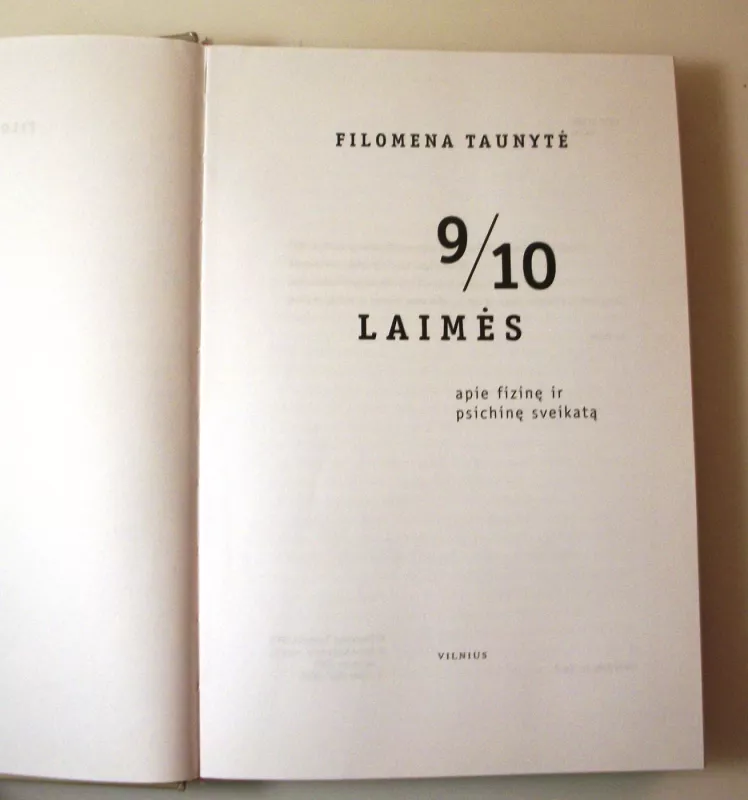 FILOMENA TAUNYTĖ
9/10
LAIMĖS
apie fizinę ir
psichinę sveikatą
VILNIUS